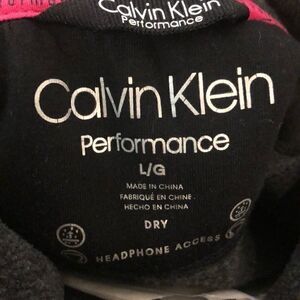 Calvin Klein
Performance
Calvin Klein
Performance
L/G
MADE IN CHINA
FABRIQUÉ EN CHINE
HECHO EN CHINA
DRY
HEADPHONE ACCESS